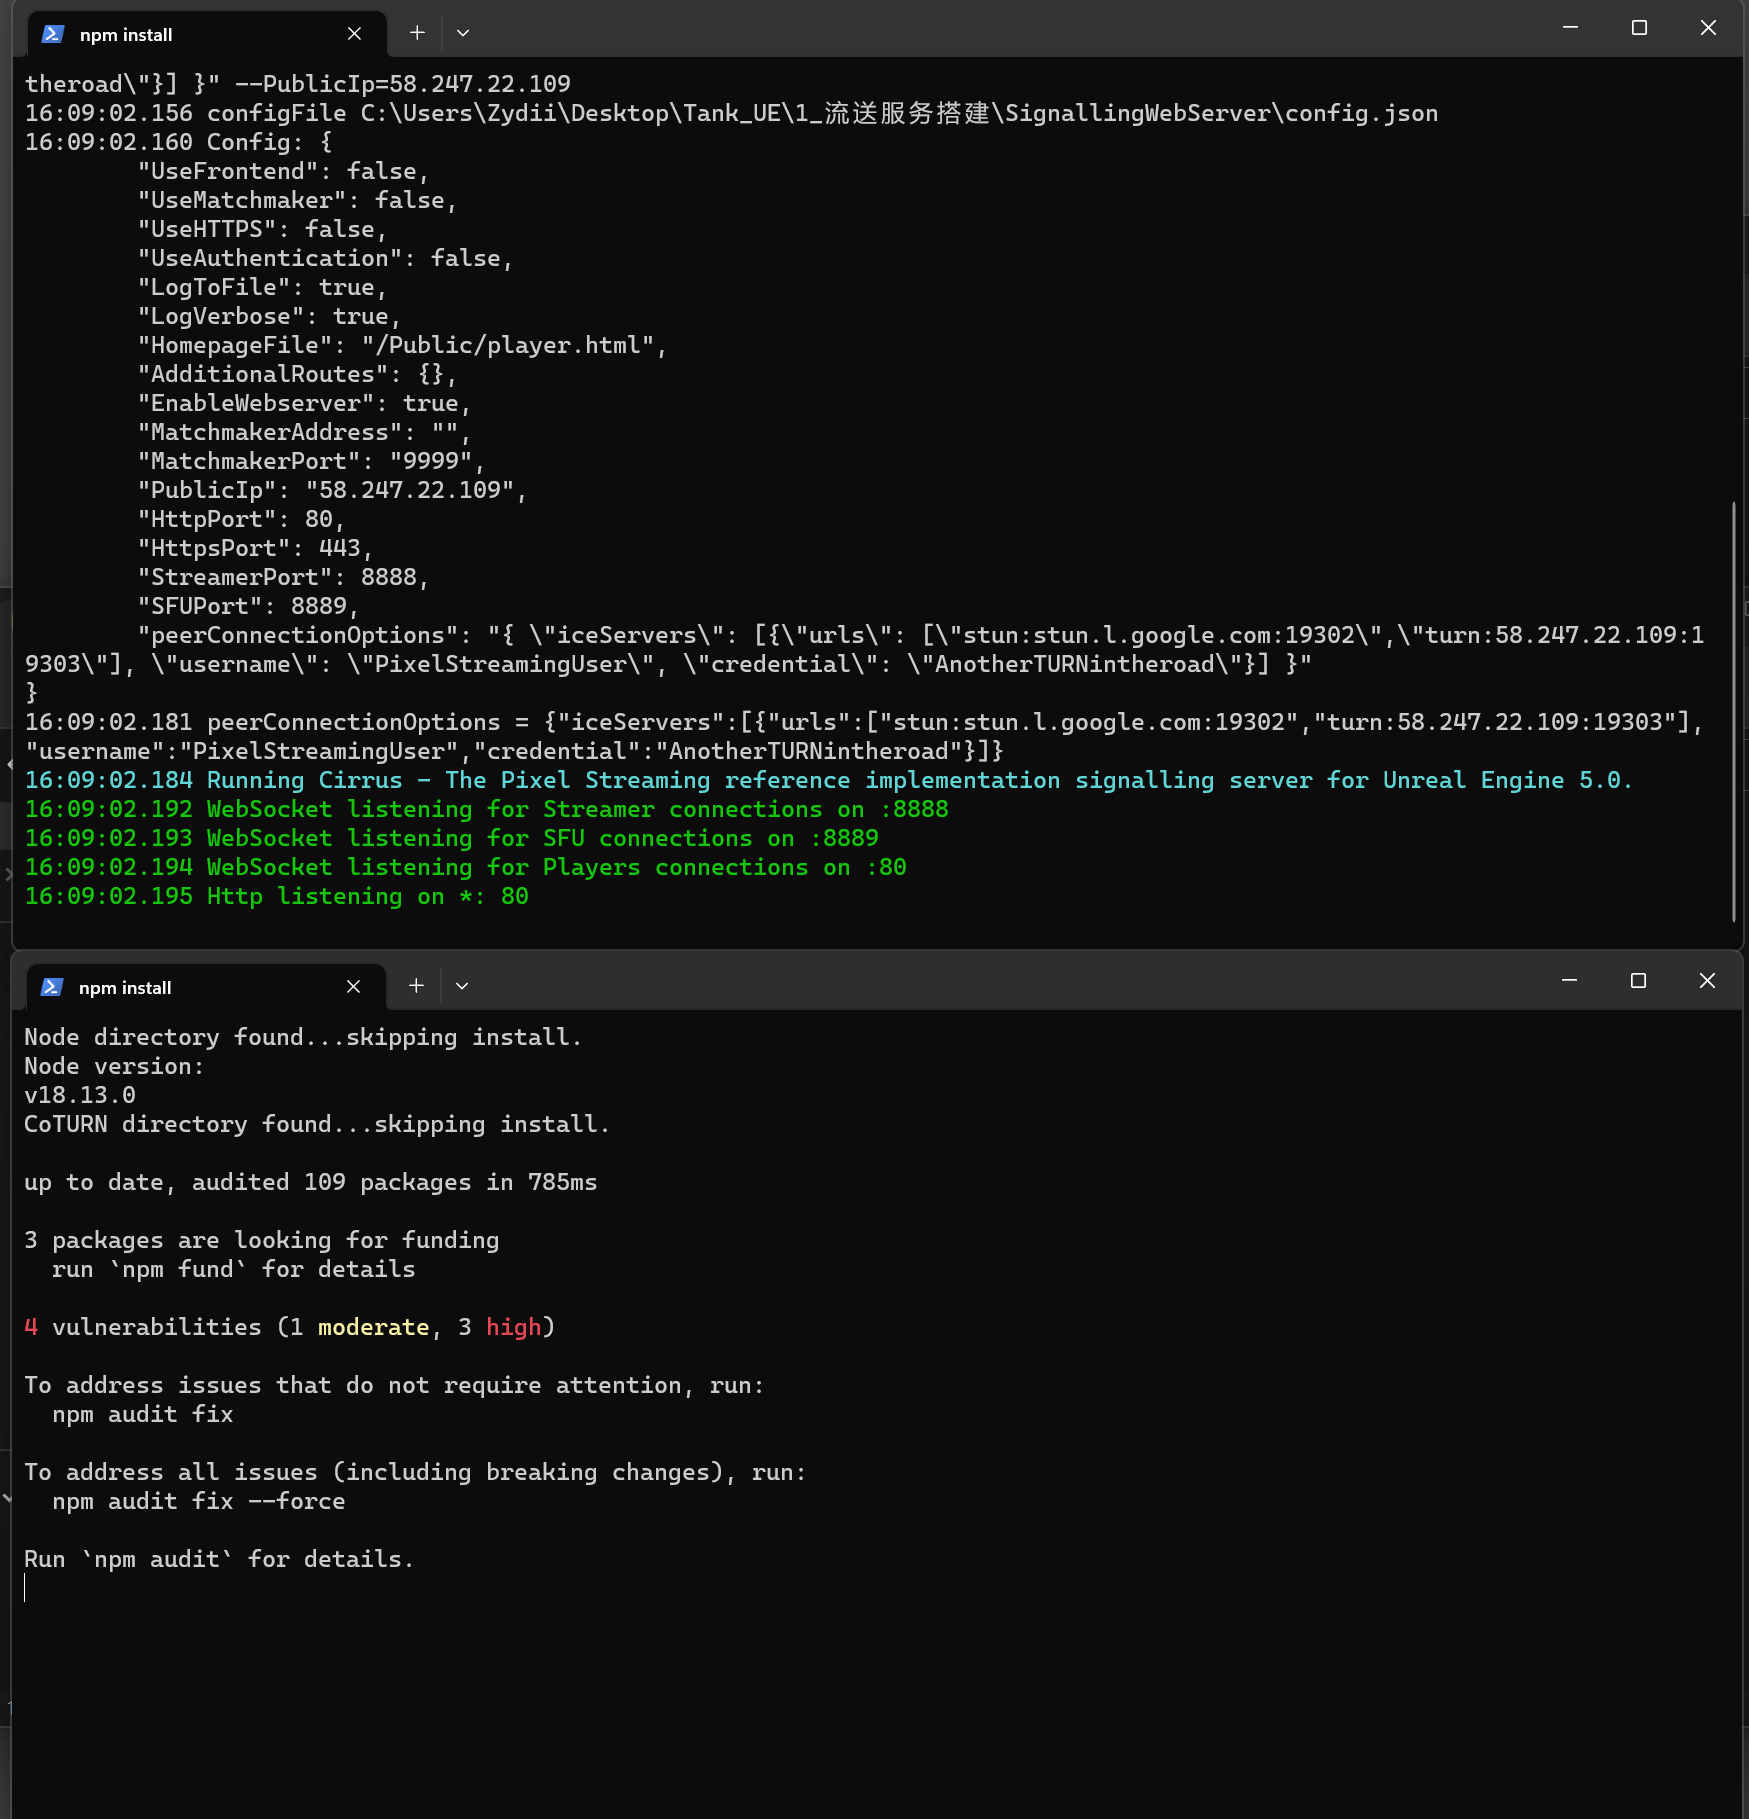 npm install
theroad\"}] }" --PublicIp=58.247.22.109
16:09:02.156 configFile C:\Users\Zydii\Desktop\Tank_UE\1_流送服务搭建\SignallingWebServer\config.json
16:09:02.160 Config: {
"UseFrontend": false,
"UseMatchmaker": false,
"UseHTTPS": false,
"UseAuthentication": false,
"LogToFile": true,
"LogVerbose": true,
"HomepageFile": "/Public/player.html",
"AdditionalRoutes": {},
"EnableWebserver": true,
"MatchmakerAddress": "",
"MatchmakerPort": "9999",
"PublicIp": "58.247.22.109",
"HttpPort": 80,
"HttpsPort": 443,
"StreamerPort": 8888,
"SFUPort": 8889,
"peerConnectionOptions": "{ \"iceServers\": [{\"urls\": [\"stun:stun.l.google.com:19302\",\"turn:58.247.22.109:1
9303\"], \"username\": \"PixelStreamingUser\", \"credential\": \"AnotherTURNintheroad\"}] }"
}
16:09:02.181 peerConnectionOptions = {"iceServers":[{"urls":["stun:stun.l.google.com:19302","turn:58.247.22.109:19303"],
"username":"PixelStreamingUser","credential":"AnotherTURNintheroad"}]}
16:09:02.184 Running Cirrus - The Pixel Streaming reference implementation signalling server for Unreal Engine 5.0.
16:09:02.192 WebSocket listening for Streamer connections on :8888
16:09:02.193 WebSocket listening for SFU connections on :8889
16:09:02.194 WebSocket listening for Players connections on :80
16:09:02.195 Http listening on *: 80
npm install
Node directory found...skipping install.
Node version:
v18.13.0
CoTURN directory found...skipping install.
up to date, audited 109 packages in 785ms
3 packages are looking for funding
run `npm fund` for details
4 vulnerabilities (1 moderate, 3 high)
To address issues that do not require attention, run:
npm audit fix
To address all issues (including breaking changes), run:
npm audit fix --force
Run `npm audit` for details.